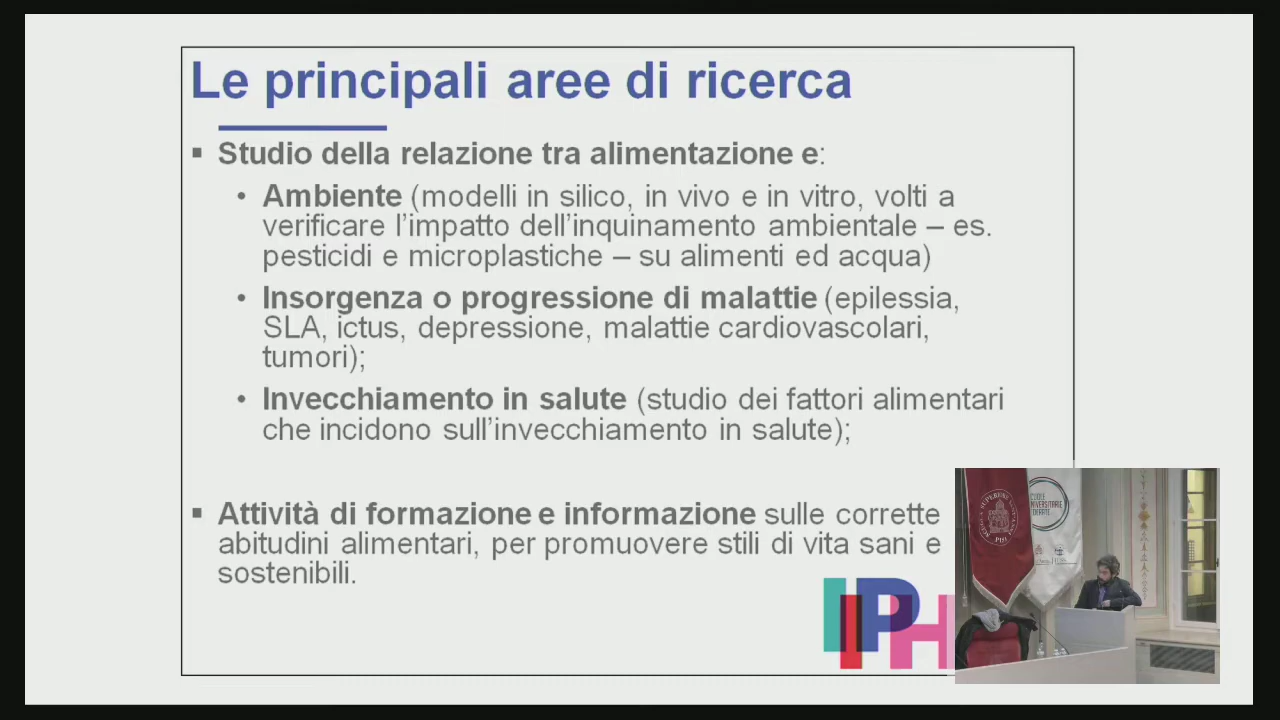 Le principali aree di ricerca
▪ Studio della relazione tra alimentazione e:
• Ambiente (modelli in silico, in vivo e in vitro, volti a
verificare l’impatto dell’inquinamento ambientale – es.
pesticidi e microplastiche – su alimenti ed acqua)
• Insorgenza o progressione di malattie (epilessia,
SLA, ictus, depressione, malattie cardiovascolari,
tumori);
• Invecchiamento in salute (studio dei fattori alimentari
che incidono sull’invecchiamento in salute);
▪ Attività di formazione e informazione sulle corrette
abitudini alimentari, per promuovere stili di vita sani e
sostenibili.
IIPH